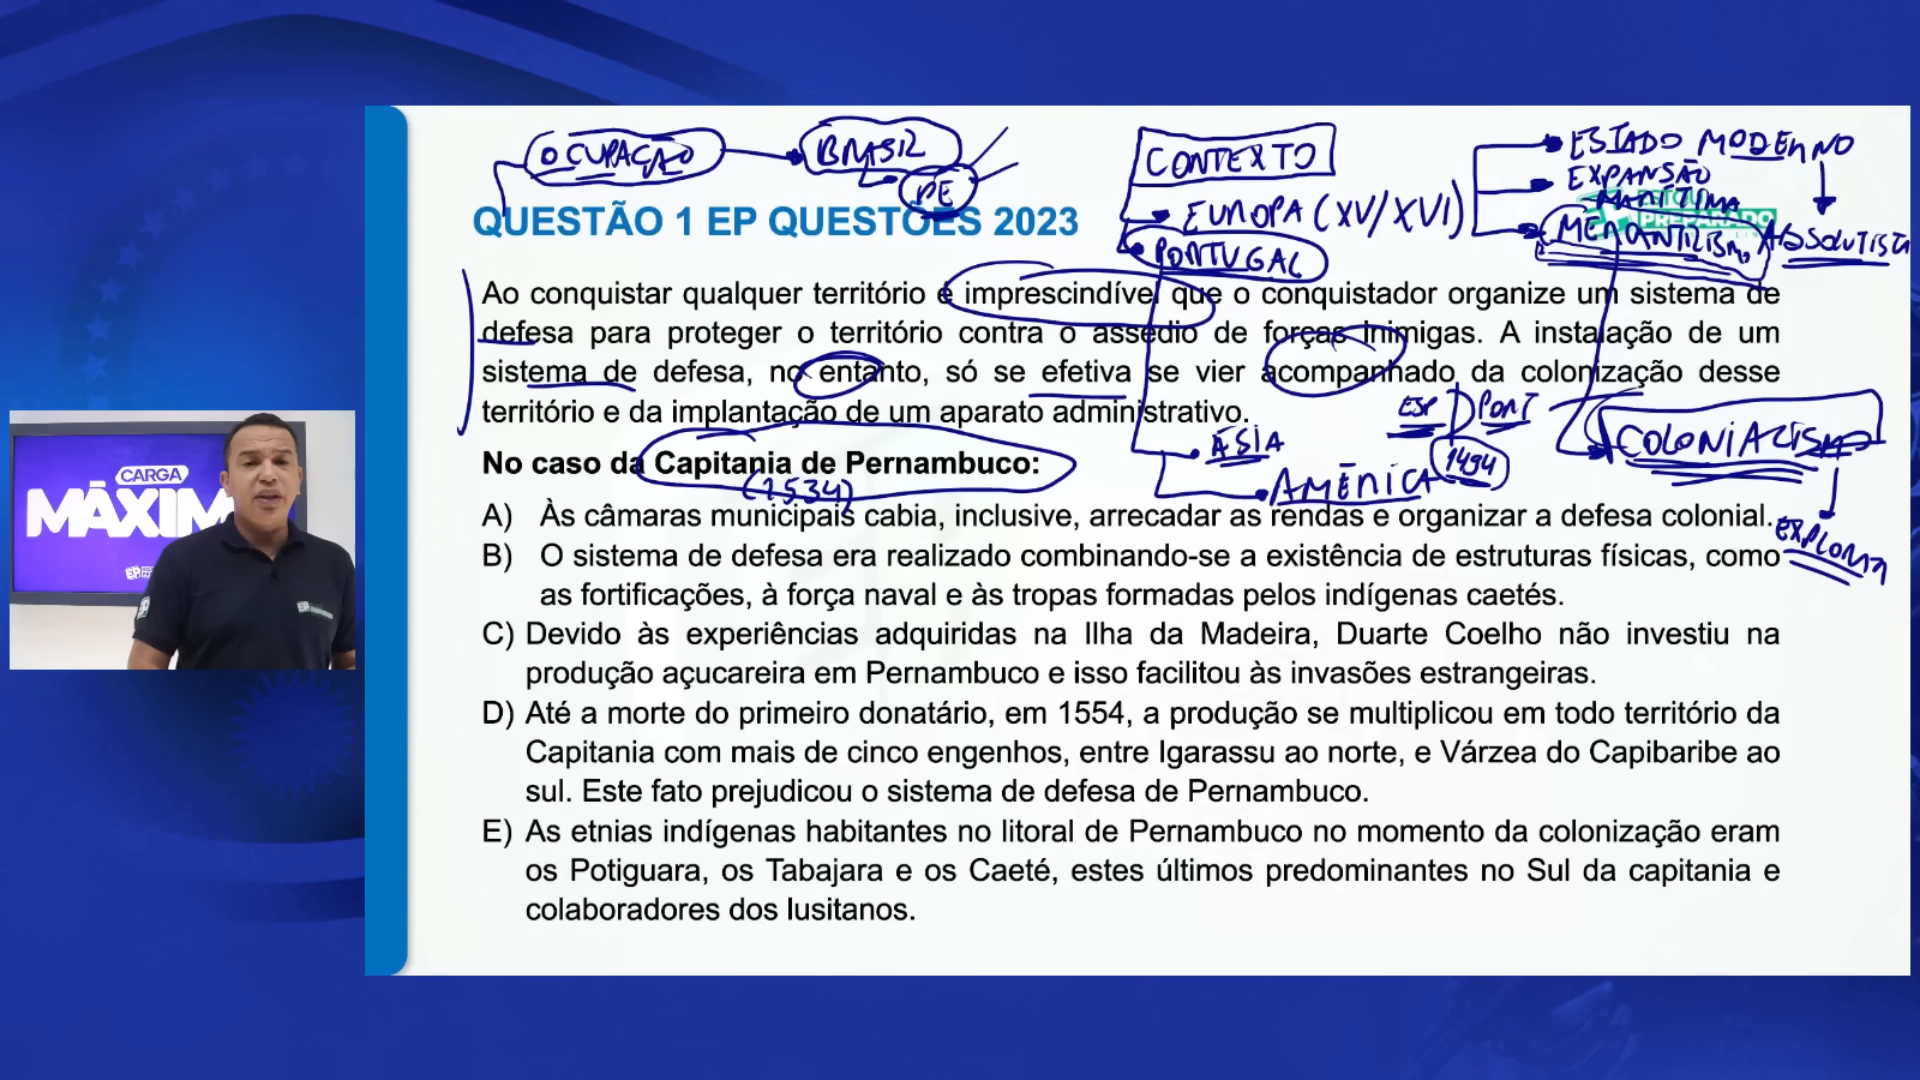 OCUPAÇÃO
BRASIL
PE
CONTEXTO
EUROPA (XV/XVI)
PORTUGAL
ESTADO MODERNO
EXPANSÃO
MARÍTIMA
PREPARADO
MERCANTILISMO
ABSOLUTISTA
QUESTÃO 1 EP QUESTÕES 2023
Ao conquistar qualquer território é imprescindível que o conquistador organize um sistema de
defesa para proteger o território contra o assédio de forças inimigas. A instalação de um
sistema de defesa, no entanto, só se efetiva se vier acompanhado da colonização desse
território e da implantação de um aparato administrativo.
ESP PORT
1494
ÁSIA
AMÉRICA
COLONIALISMO
EXPLORA
No caso da Capitania de Pernambuco:
(1534)
A) Às câmaras municipais cabia, inclusive, arrecadar as rendas e organizar a defesa colonial.
B) O sistema de defesa era realizado combinando-se a existência de estruturas físicas, como
as fortificações, à força naval e às tropas formadas pelos indígenas caetés.
C) Devido às experiências adquiridas na Ilha da Madeira, Duarte Coelho não investiu na
produção açucareira em Pernambuco e isso facilitou às invasões estrangeiras.
D) Até a morte do primeiro donatário, em 1554, a produção se multiplicou em todo território da
Capitania com mais de cinco engenhos, entre Igarassu ao norte, e Várzea do Capibaribe ao
sul. Este fato prejudicou o sistema de defesa de Pernambuco.
E) As etnias indígenas habitantes no litoral de Pernambuco no momento da colonização eram
os Potiguara, os Tabajara e os Caeté, estes últimos predominantes no Sul da capitania e
colaboradores dos lusitanos.
CARGA
MÁXIM
EP
EP